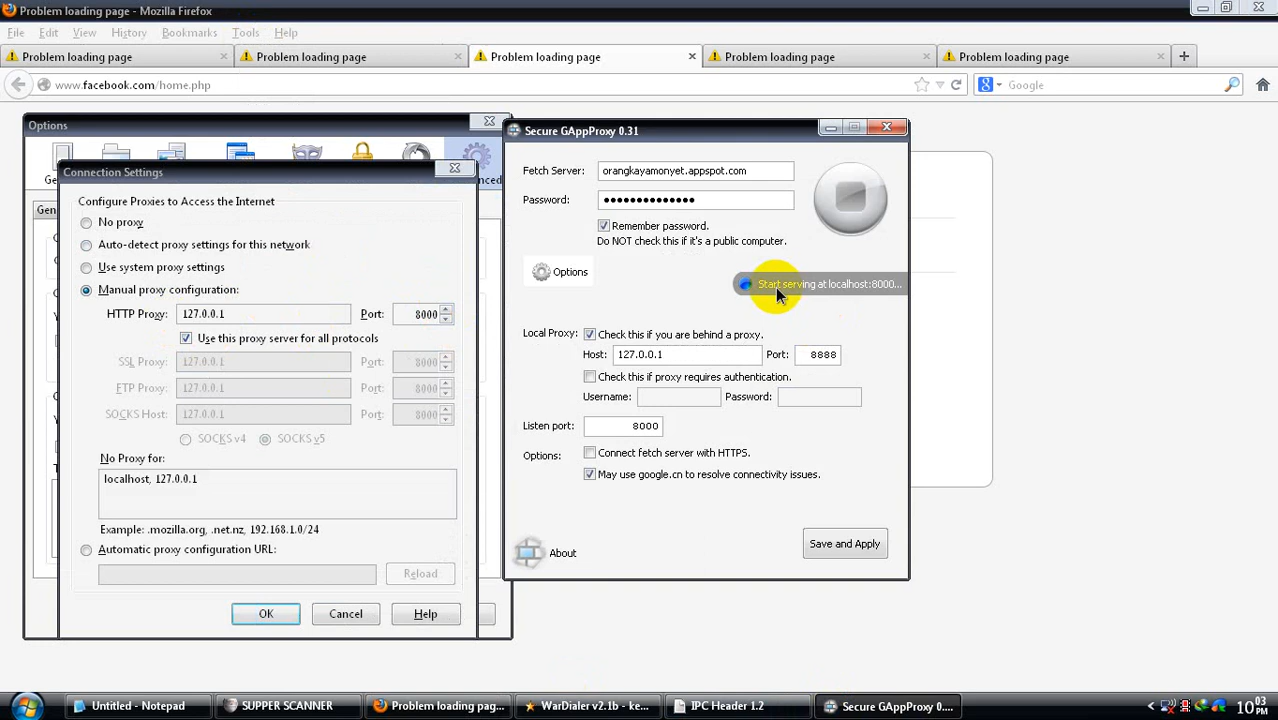 Problem loading page - Mozilla Firefox
File Edit View History Bookmarks Tools Help
Problem loading page
Problem loading page
Problem loading page
Problem loading page
Problem loading page
www.facebook.com/home.php
Google
Options
Connection Settings
Configure Proxies to Access the Internet
No proxy
Auto-detect proxy settings for this network
Use system proxy settings
Manual proxy configuration:
HTTP Proxy: 127.0.0.1 Port: 8000
Use this proxy server for all protocols
SSL Proxy: 127.0.0.1 Port: 8000
FTP Proxy: 127.0.0.1 Port: 8000
SOCKS Host: 127.0.0.1 Port: 8000
SOCKS v4 SOCKS v5
No Proxy for:
localhost, 127.0.0.1
Example: .mozilla.org, .net.nz, 192.168.1.0/24
Automatic proxy configuration URL:
Reload
OK Cancel Help
Secure GAppProxy 0.31
Fetch Server: orangkayamonyet.appspot.com
Password: ●●●●●●●●●●●●●●
Remember password.
Do NOT check this if it's a public computer.
Options
Start serving at localhost:8000...
Local Proxy: Check this if you are behind a proxy.
Host: 127.0.0.1 Port: 8888
Check this if proxy requires authentication.
Username: Password:
Listen port: 8000
Options: Connect fetch server with HTTPS.
May use google.cn to resolve connectivity issues.
About
Save and Apply
Untitled - Notepad
SUPPER SCANNER
Problem loading pag...
WarDialer v2.1b - ke...
IPC Header 1.2
Secure GAppProxy 0....
10:03 PM